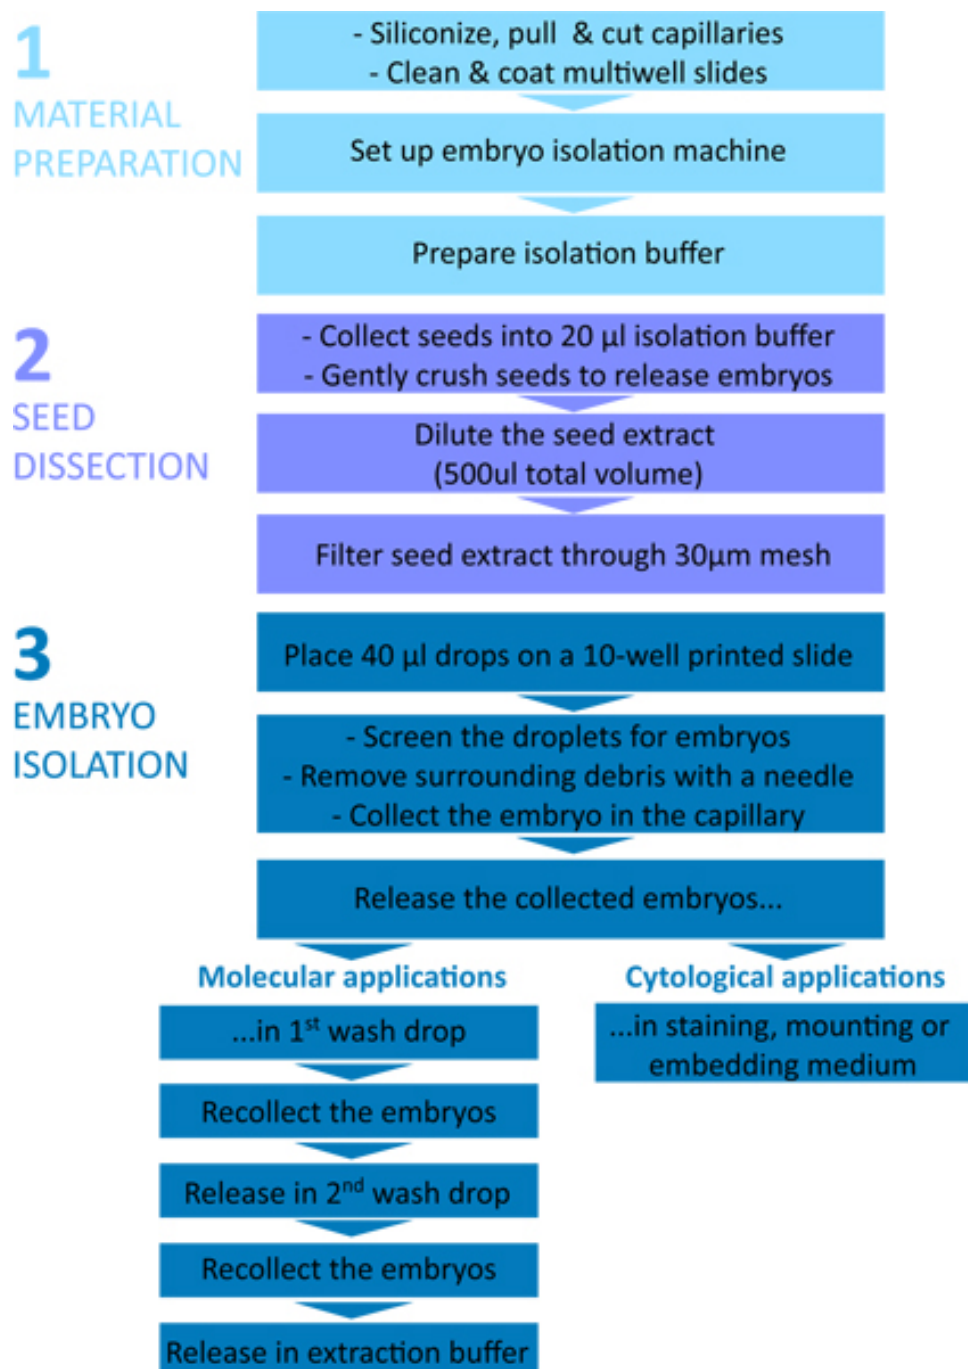 1
MATERIAL
PREPARATION
- Siliconize, pull & cut capillaries
- Clean & coat multiwell slides
Set up embryo isolation machine
Prepare isolation buffer
2
SEED
DISSECTION
- Collect seeds into 20 µl isolation buffer
- Gently crush seeds to release embryos
Dilute the seed extract
(500ul total volume)
Filter seed extract through 30µm mesh
3
EMBRYO
ISOLATION
Place 40 µl drops on a 10-well printed slide
- Screen the droplets for embryos
- Remove surrounding debris with a needle
- Collect the embryo in the capillary
Release the collected embryos...
Molecular applications
...in 1st wash drop
Recollect the embryos
Release in 2nd wash drop
Recollect the embryos
Release in extraction buffer
Cytological applications
...in staining, mounting or
embedding medium